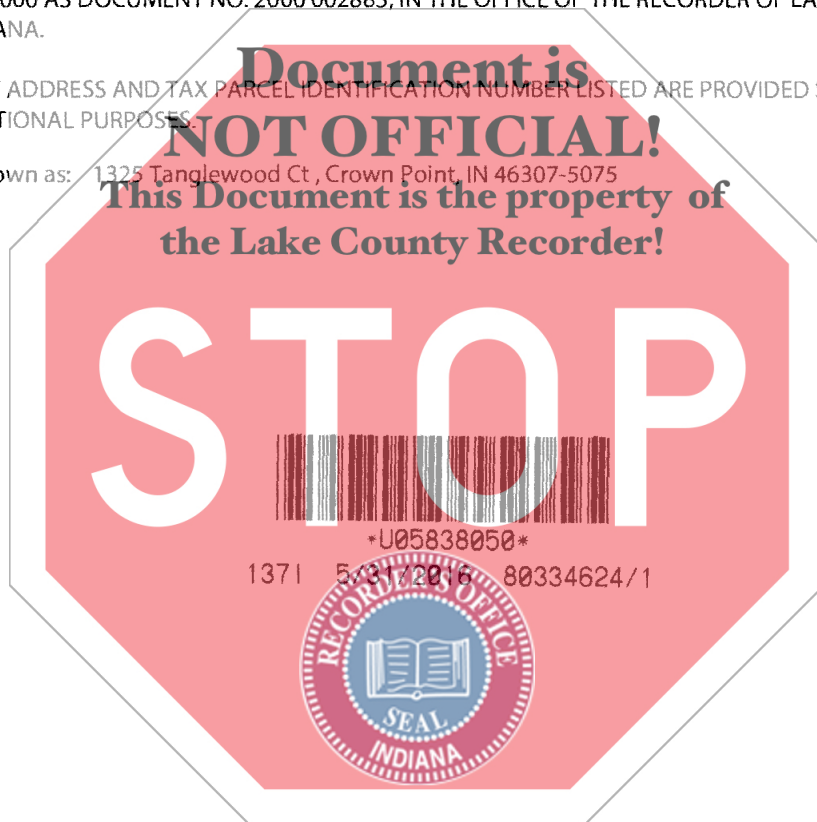 000 AS DOCUMENT NO. 2000 002883, IN THE OFFICE OF THE RECORDER OF LA
ANA.
Document is
ADDRESS AND TAX PARCEL IDENTIFICATION NUMBER LISTED ARE PROVIDED
TIONAL PURPOSES.
NOT OFFICIAL!
own as: 1325 Tanglewood Ct , Crown Point, IN 46307-5075
This Document is the property of
the Lake County Recorder!
STOP
*U05838050*
1371 5/31/2016 80334624/1
RECORDER'S OFFICE
SEAL
INDIANA